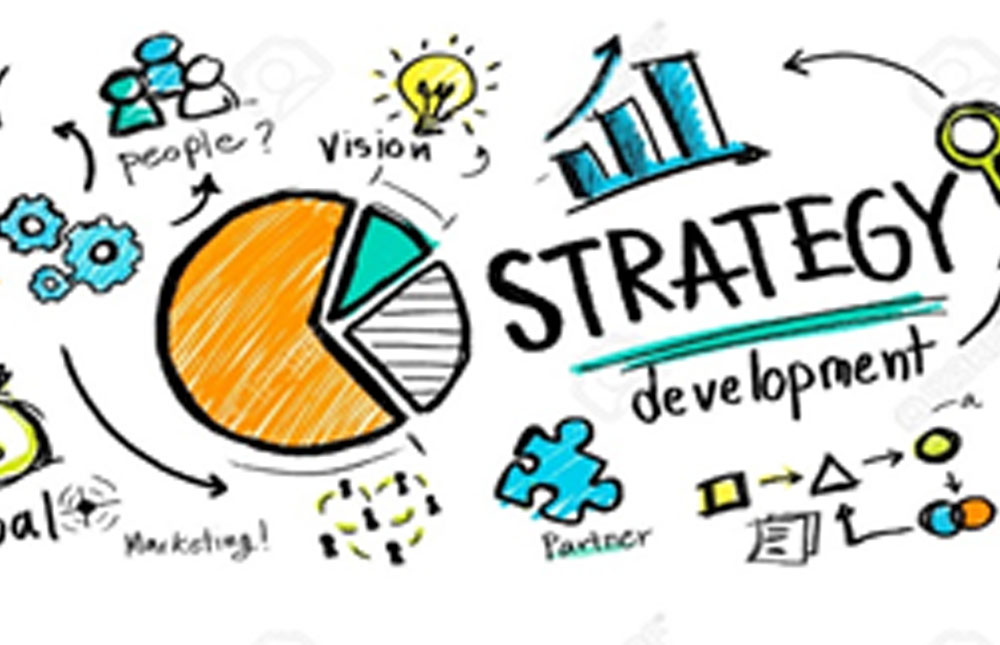 people?
Vision
STRATEGY
development
a
Marketing!
Partner